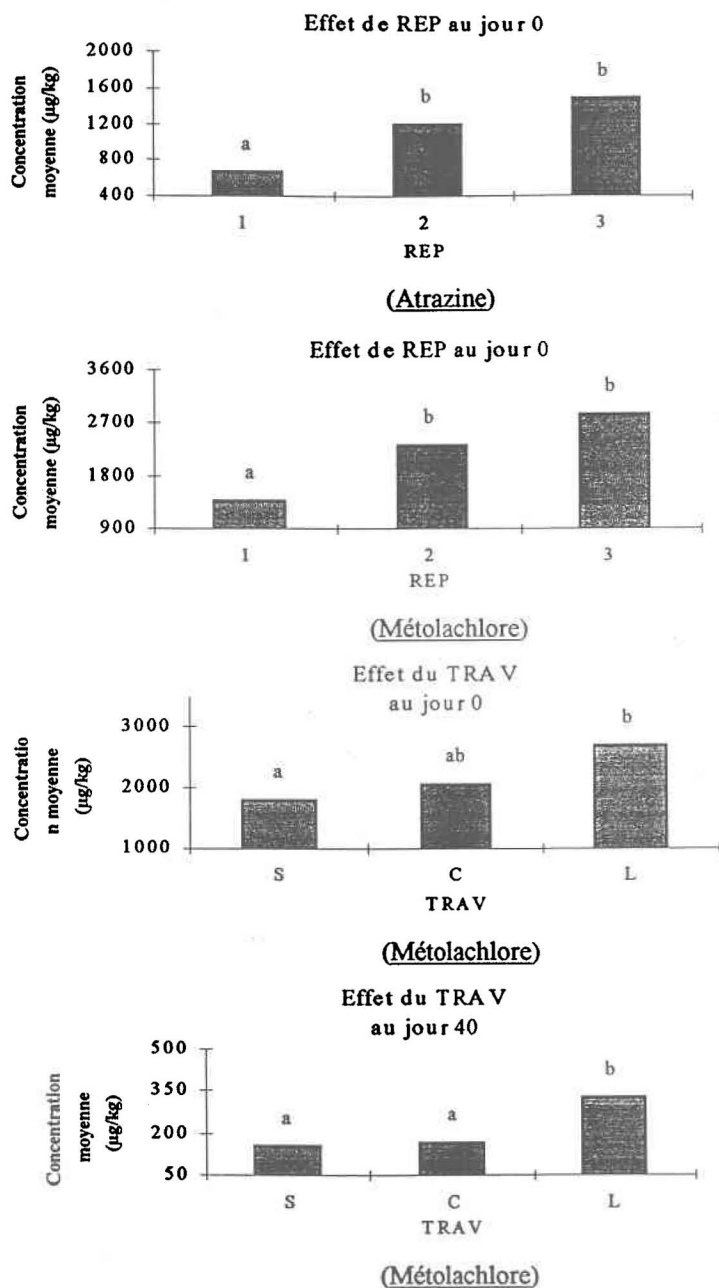 Effet de REP au jour 0
Concentration
moyenne (µg/kg)
2000
1600
1200
800
400
a
b
b
1
2
3
REP
(Atrazine)
Effet de REP au jour 0
Concentration
moyenne (µg/kg)
3600
2700
1800
900
a
b
b
1
2
3
REP
(Métolachlore)
Effet du TRAV
au jour 0
Concentratio
n moyenne
(µg/kg)
3000
2000
1000
a
ab
b
S
C
L
TRAV
(Métolachlore)
Effet du TRAV
au jour 40
Concentration
moyenne
(µg/kg)
500
350
200
50
a
a
b
S
C
L
TRAV
(Métolachlore)